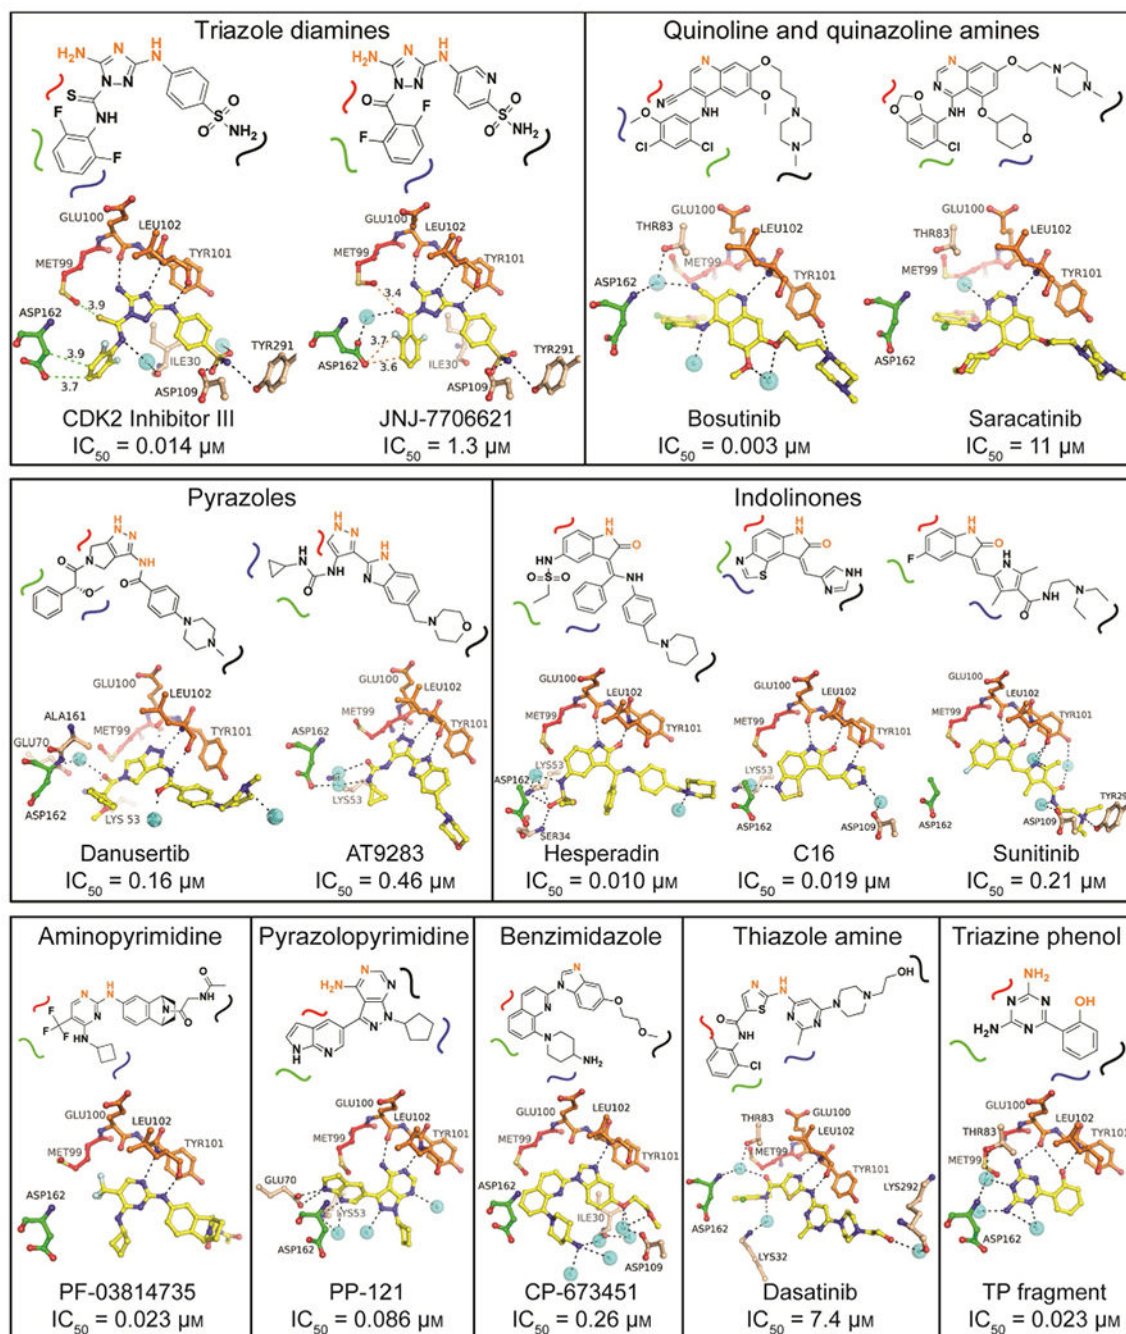 Triazole diamines
Quinoline and quinazoline amines
GLU100
LEU102
MET99
TYR101
ASP162
3.9
3.9
3.7
ILE30
ASP109
TYR291
CDK2 Inhibitor III
IC50 = 0.014 μM
GLU100
LEU102
MET99
TYR101
ASP162
3.4
3.7
3.6
ILE30
ASP109
TYR291
JNJ-7706621
IC50 = 1.3 μM
GLU100
THR83
LEU102
MET99
TYR101
ASP162
Bosutinib
IC50 = 0.003 μM
GLU100
THR83
LEU102
MET99
TYR101
ASP162
Saracatinib
IC50 = 11 μM
Pyrazoles
Indolinones
GLU100
LEU102
ALA161
MET99
GLU70
TYR101
ASP162
LYS 53
Danusertib
IC50 = 0.16 μM
GLU100
LEU102
MET99
TYR101
ASP162
LYS53
AT9283
IC50 = 0.46 μM
GLU100
LEU102
MET99
TYR101
LYS53
ASP162
SER34
Hesperadin
IC50 = 0.010 μM
GLU100
LEU102
MET99
TYR101
LYS53
ASP162
ASP109
C16
IC50 = 0.019 μM
GLU100
LEU102
MET99
TYR101
ASP162
ASP109
TYR29
Sunitinib
IC50 = 0.21 μM
Aminopyrimidine
Pyrazolopyrimidine
Benzimidazole
Thiazole amine
Triazine phenol
GLU100
LEU102
MET99
TYR101
ASP162
PF-03814735
IC50 = 0.023 μM
GLU100
LEU102
MET99
TYR101
GLU70
LYS53
ASP162
PP-121
IC50 = 0.086 μM
GLU100
LEU102
MET99
TYR101
ASP162
ILE30
ASP109
CP-673451
IC50 = 0.26 μM
THR83
GLU100
LEU102
MET99
TYR101
LYS292
ASP162
LYS32
Dasatinib
IC50 = 7.4 μM
GLU100
LEU102
THR83
MET99
TYR101
ASP162
TP fragment
IC50 = 0.023 μM